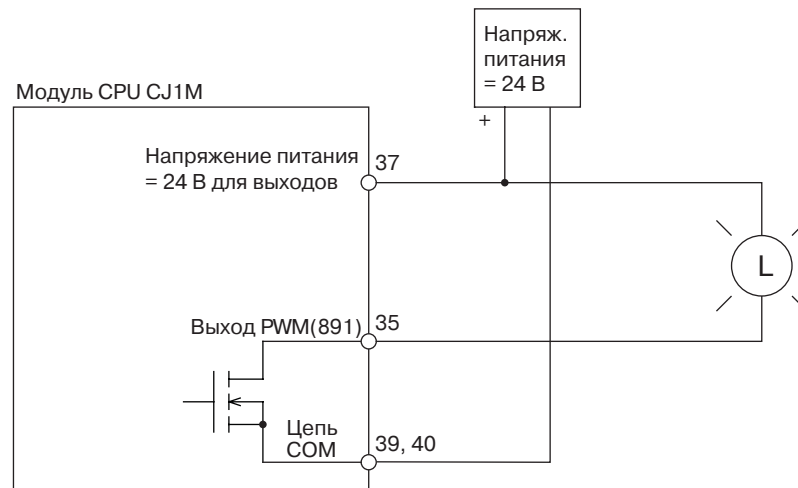 Напряж.
питания
= 24 В
Модуль CPU CJ1M
+
Напряжение питания
= 24 В для выходов
37
L
Выход PWM(891)
35
Цепь
COM
39, 40